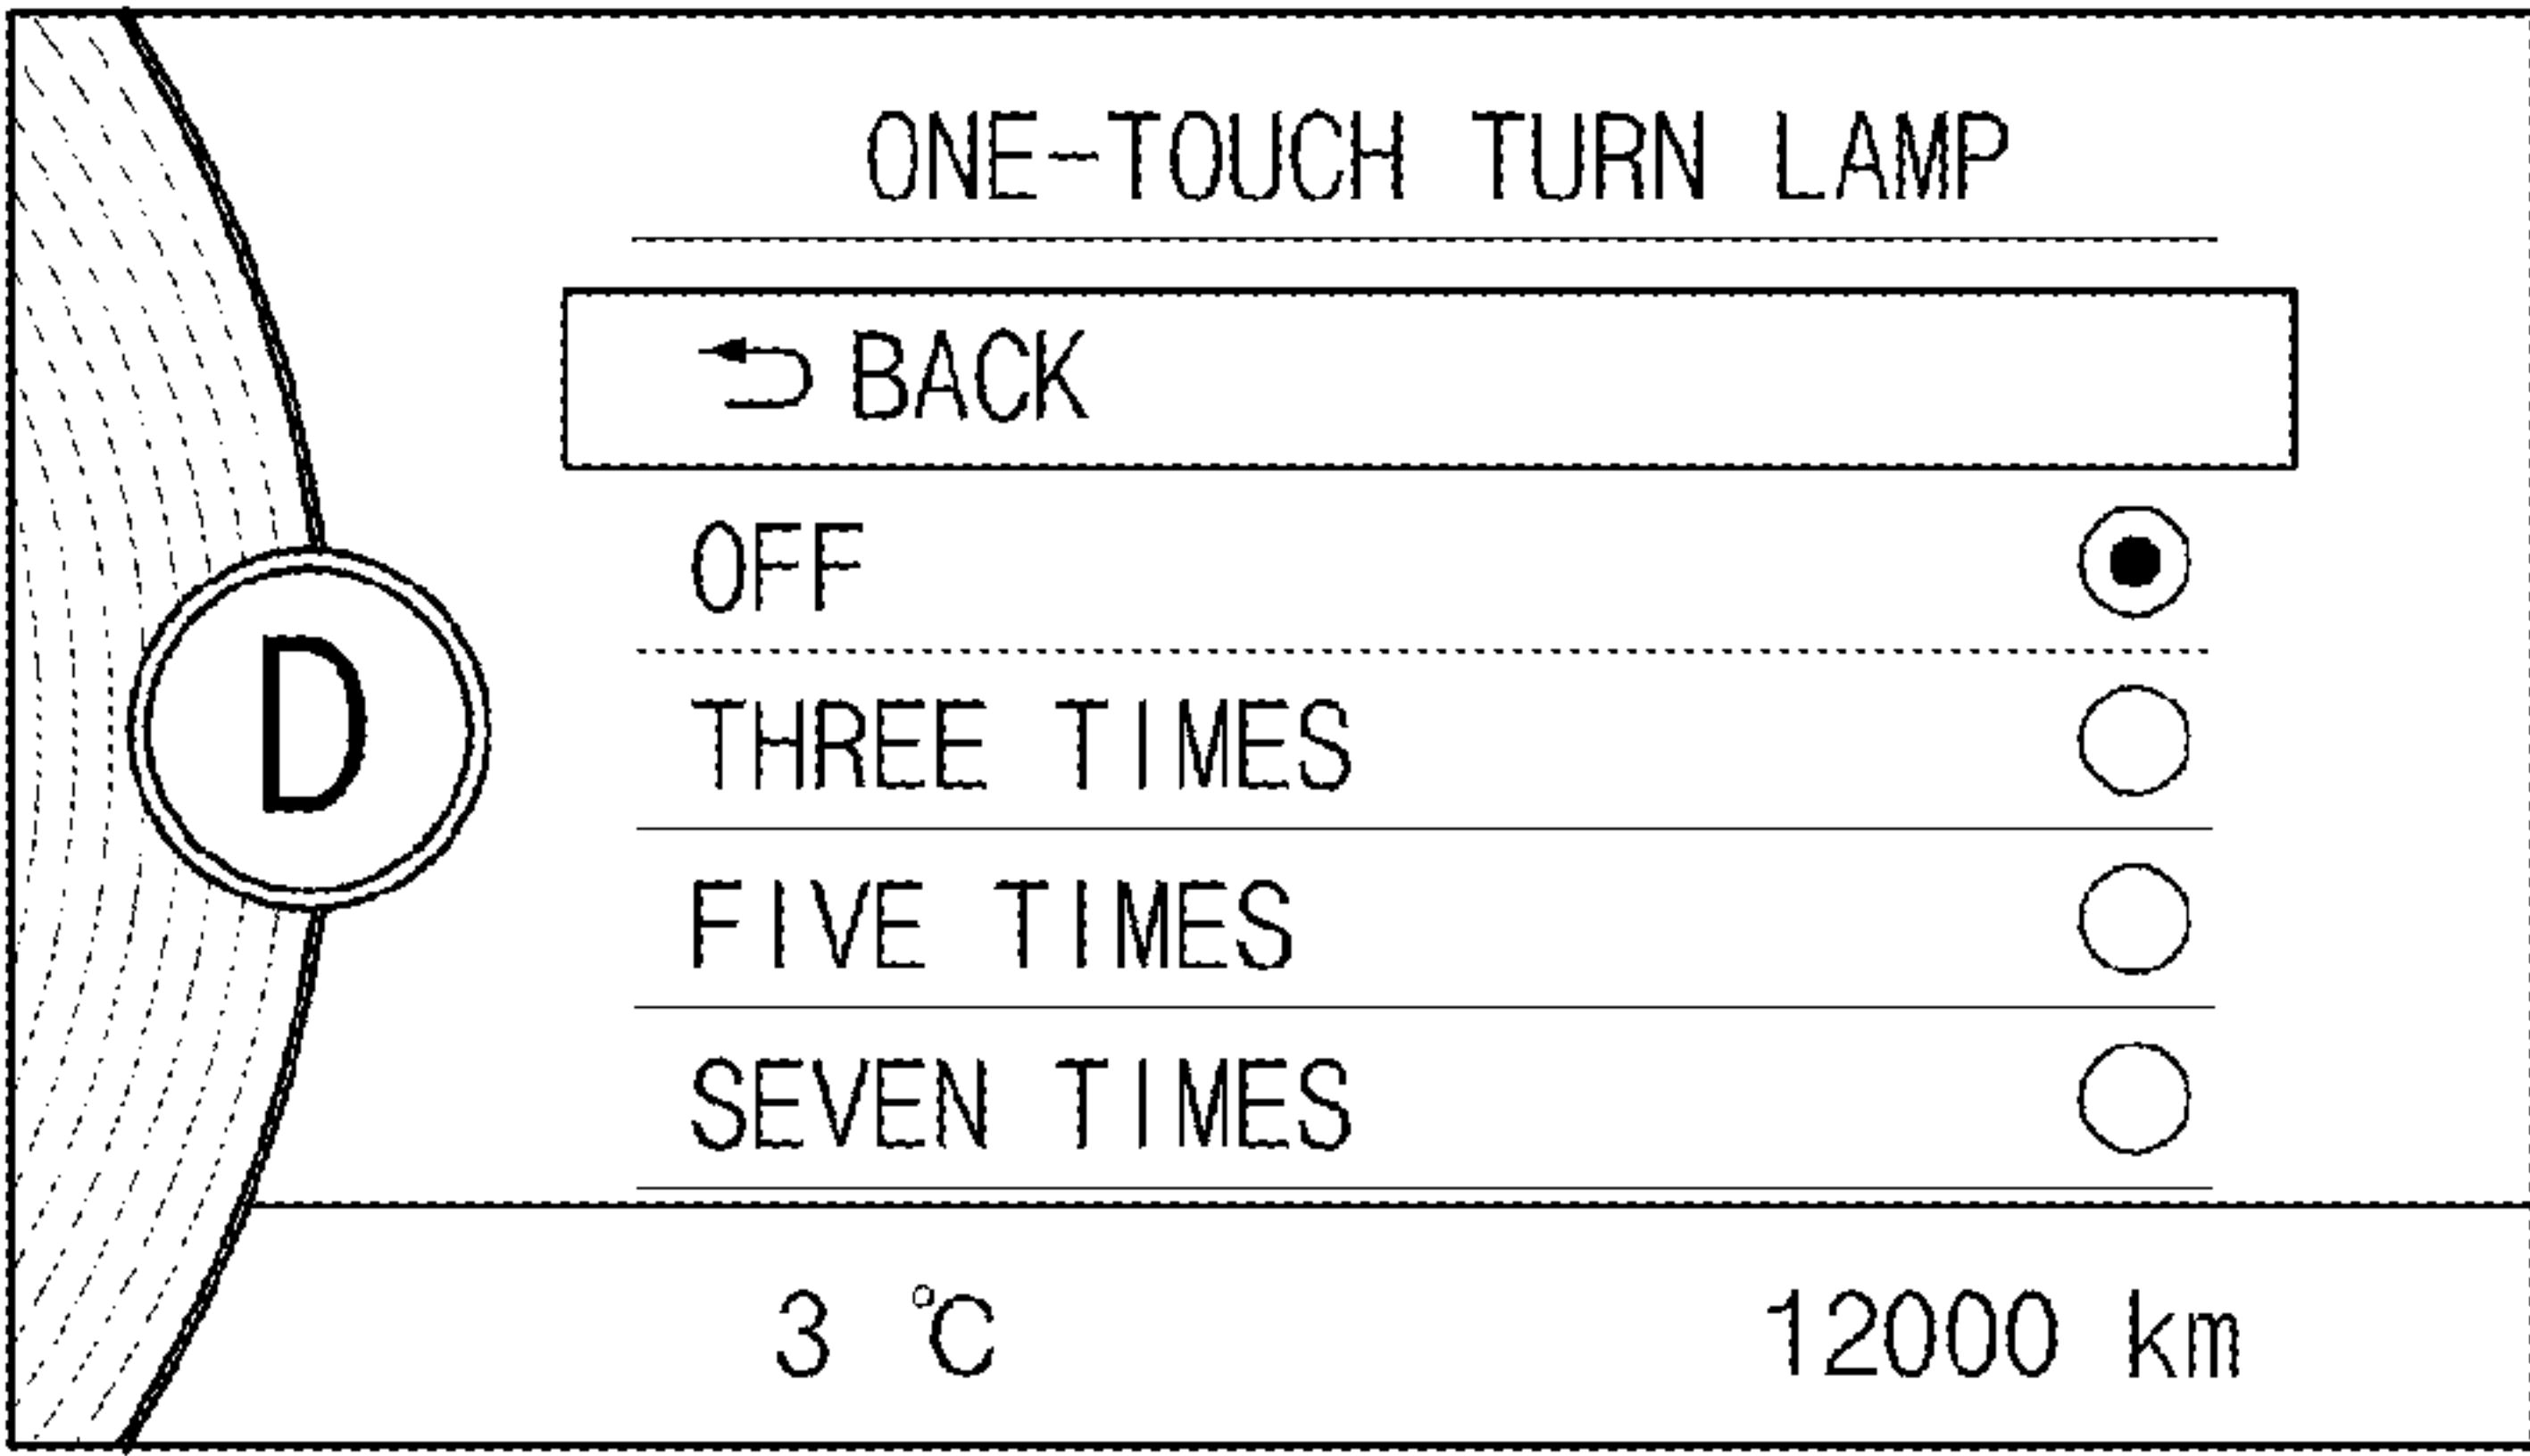 ONE-TOUCH TURN LAMP
BACK
OFF
D
THREE TIMES
FIVE TIMES
SEVEN TIMES
3 ℃ 12000 km